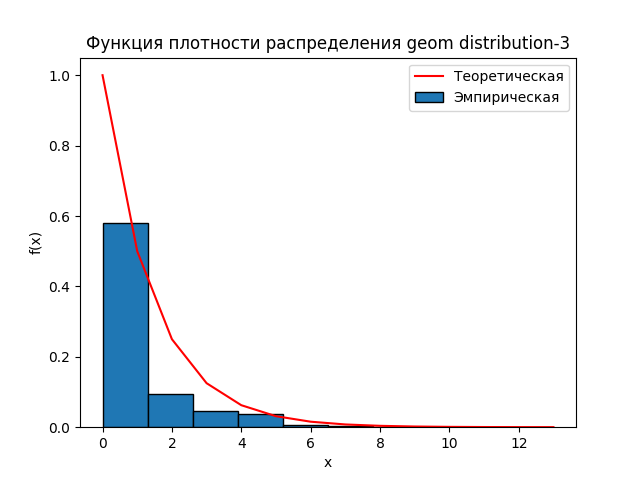 Функция плотности распределения geom distribution-3
Теоретическая
Эмпирическая
f(x)
1.0
0.8
0.6
0.4
0.2
0.0
0 2 4 6 8 10 12
x